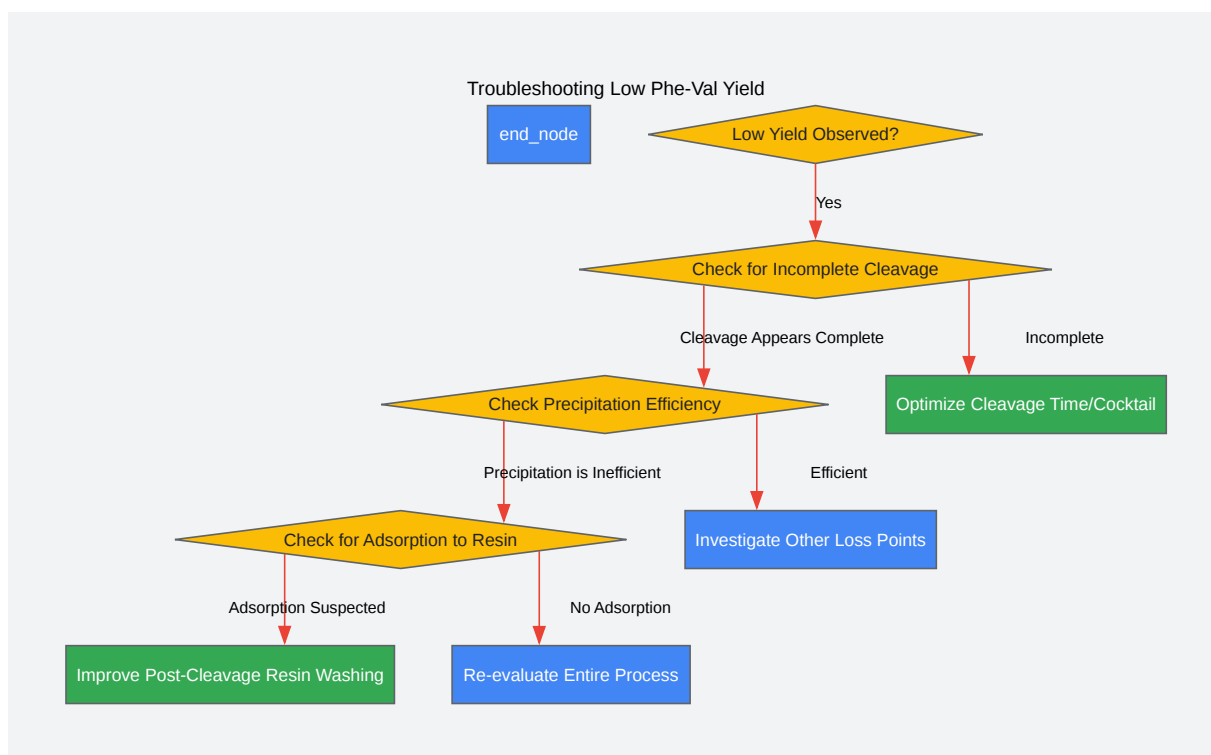 Troubleshooting Low Phe-Val Yield
end_node
Low Yield Observed?
Yes
Check for Incomplete Cleavage
Cleavage Appears Complete
Incomplete
Check Precipitation Efficiency
Optimize Cleavage Time/Cocktail
Precipitation is Inefficient
Efficient
Check for Adsorption to Resin
Investigate Other Loss Points
Adsorption Suspected
No Adsorption
Improve Post-Cleavage Resin Washing
Re-evaluate Entire Process